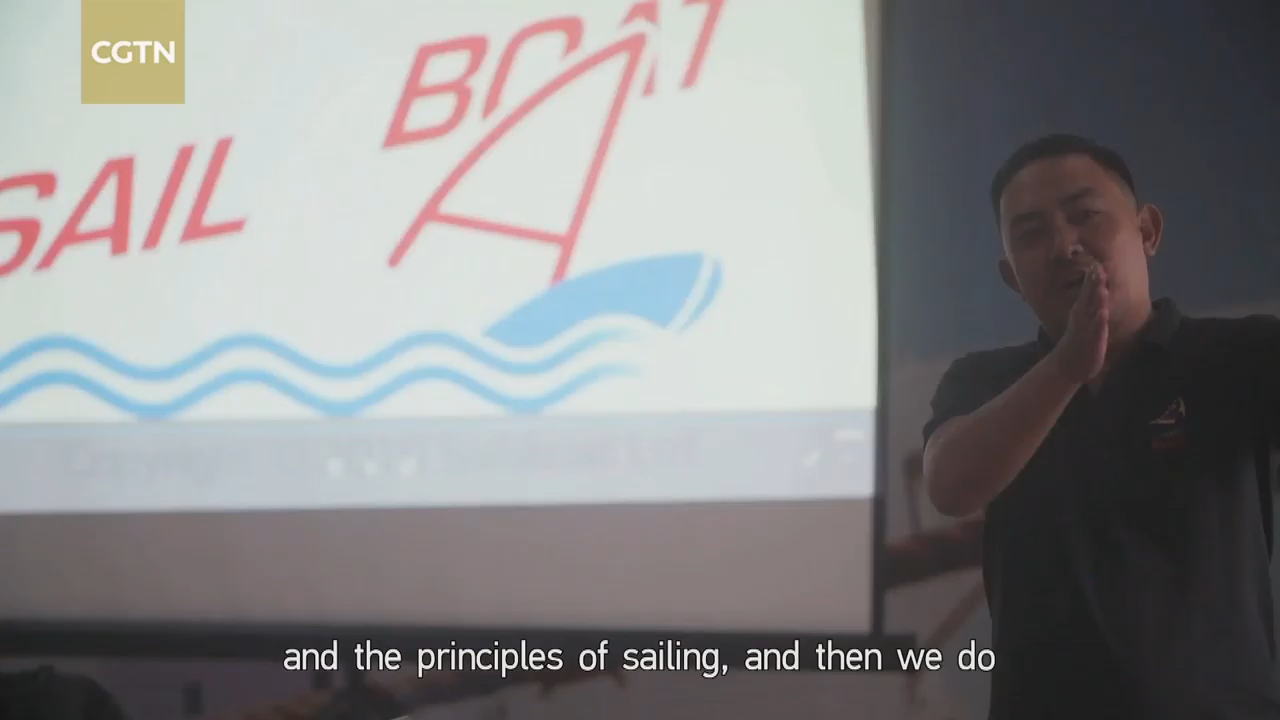 CGTN
BOAT
SAIL
and the principles of sailing, and then we do